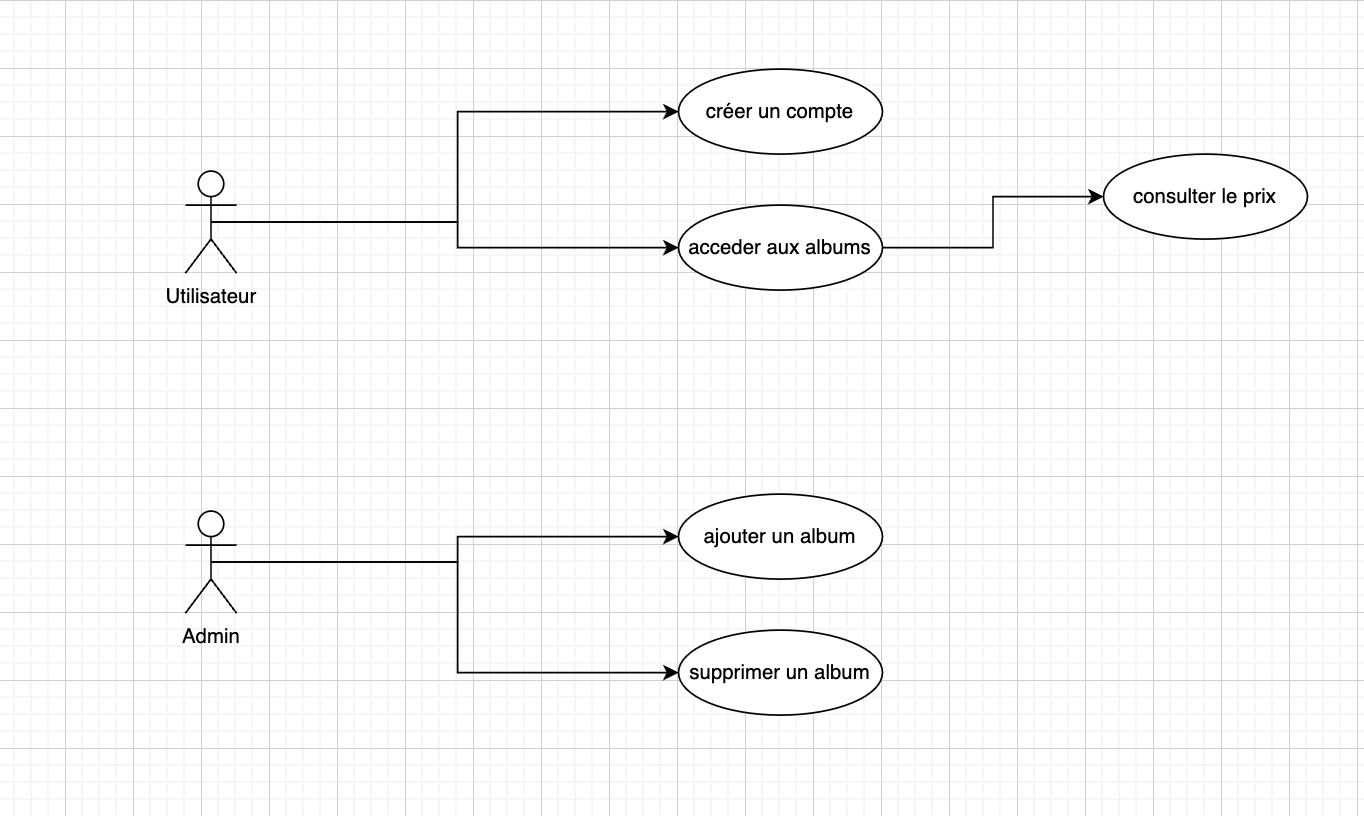 créer un compte
consulter le prix
acceder aux albums
Utilisateur
ajouter un album
Admin
supprimer un album